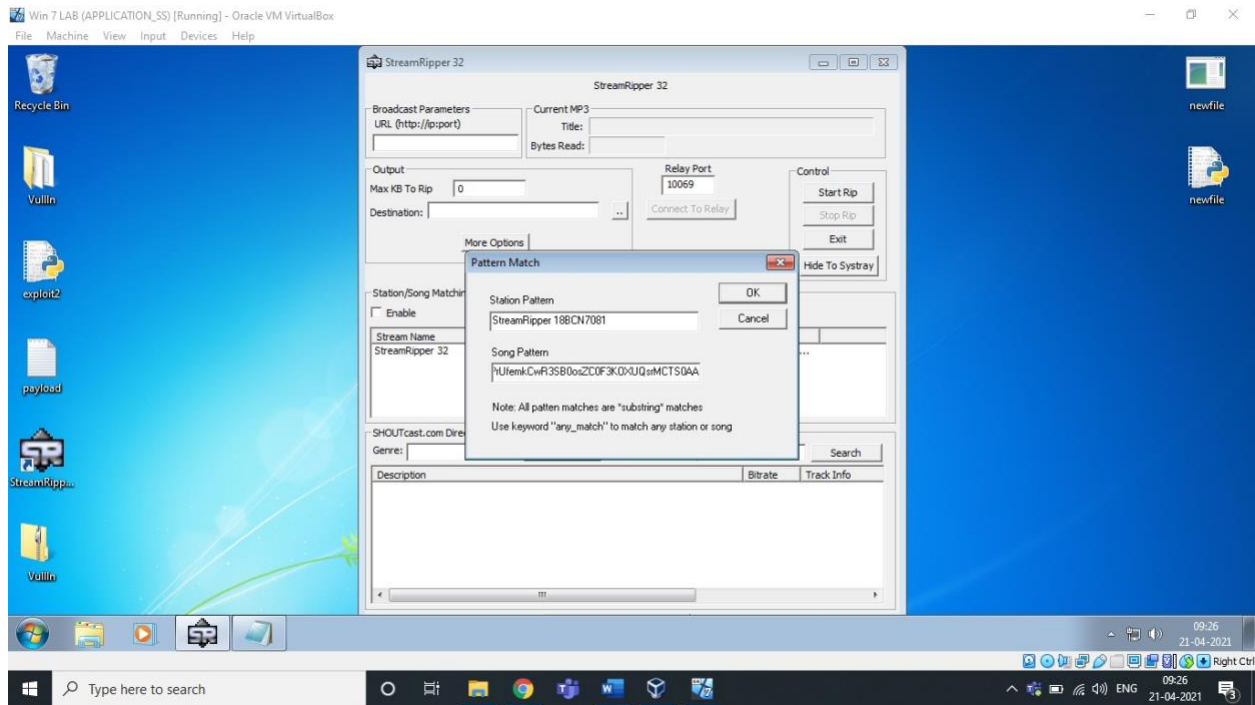 Win 7 LAB (APPLICATION_SS) [Running] - Oracle VM VirtualBox
File Machine View Input Devices Help
Recycle Bin
Vullln
exploit2
payload
StreamRipp...
Vullln
newfile
newfile
StreamRipper 32
StreamRipper 32
Broadcast Parameters
URL (http://ip:port)
Current MP3
Title:
Bytes Read:
Output
Max KB To Rip 0
Destination:
..
More Options
Relay Port
10069
Connect To Relay
Control
Start Rip
Stop Rip
Exit
Hide To Systray
Station/Song Matchin
Enable
Stream Name
StreamRipper 32
...
Pattern Match
Station Pattern
StreamRipper 18BCN7081
OK
Cancel
Song Pattern
Note: All patten matches are "substring" matches
Use keyword "any_match" to match any station or song
SHOUTcast.com Dire
Genre:
Search
Description Bitrate Track Info
09:26
21-04-2021
Right Ctrl
Type here to search
ENG
09:26
21-04-2021
3